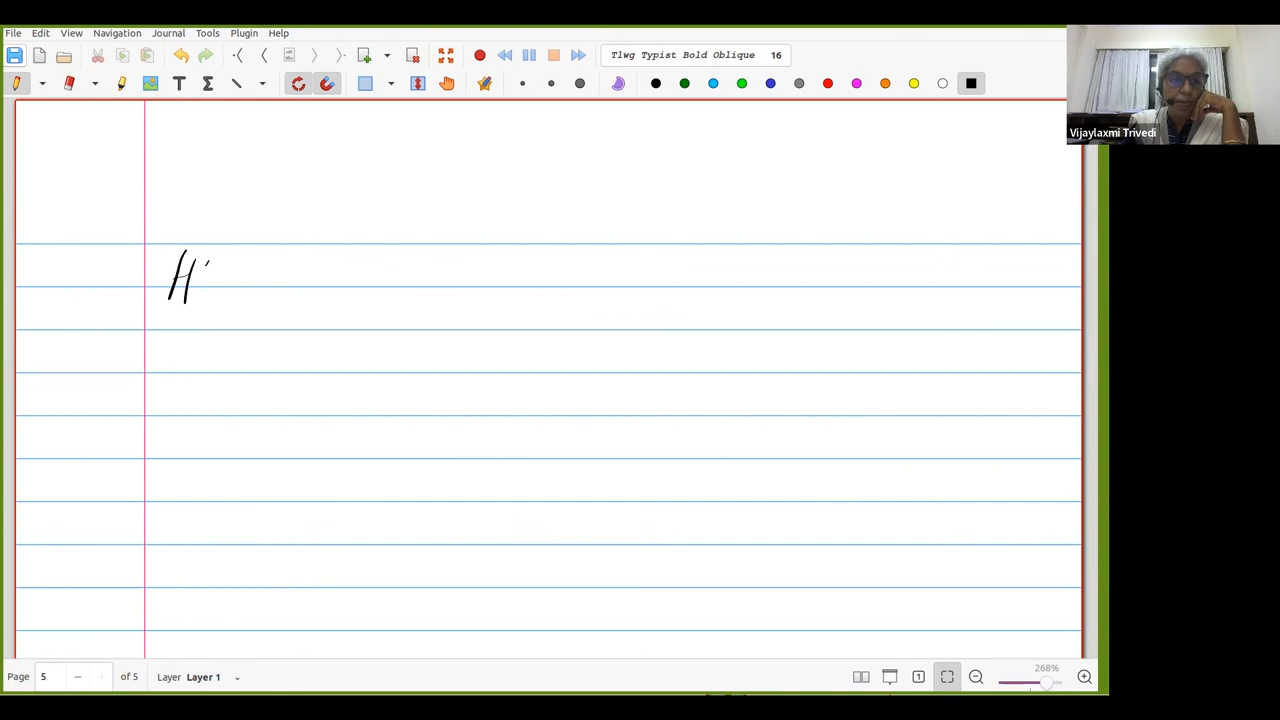 File Edit View Navigation Journal Tools Plugin Help
Tlwg Typist Bold Oblique 16
Vijaylaxmi Trivedi
H'
Page 5 of 5 Layer Layer 1 1 268%